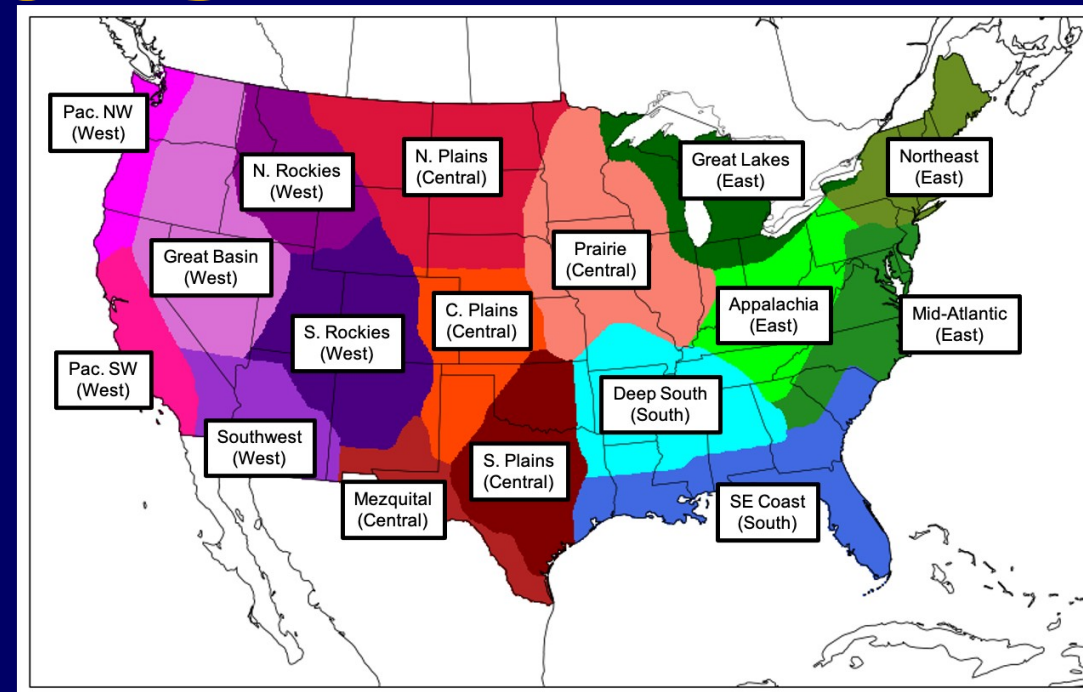 Pac. NW
(West)
N. Rockies
(West)
N. Plains
(Central)
Great Lakes
(East)
Northeast
(East)
Great Basin
(West)
Prairie
(Central)
S. Rockies
(West)
C. Plains
(Central)
Appalachia
(East)
Mid-Atlantic
(East)
Pac. SW
(West)
Deep South
(South)
Southwest
(West)
S. Plains
(Central)
Mezquital
(Central)
SE Coast
(South)